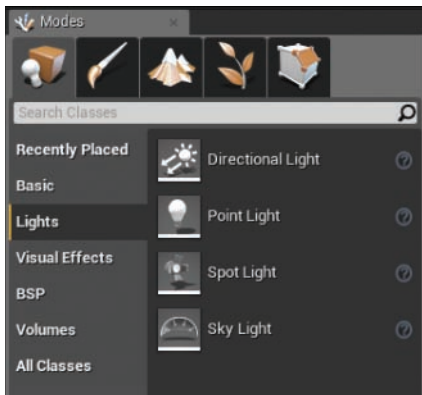 Modes
Search Classes
Recently Placed
Basic
Lights
Visual Effects
BSP
Volumes
All Classes
Directional Light
Point Light
Spot Light
Sky Light